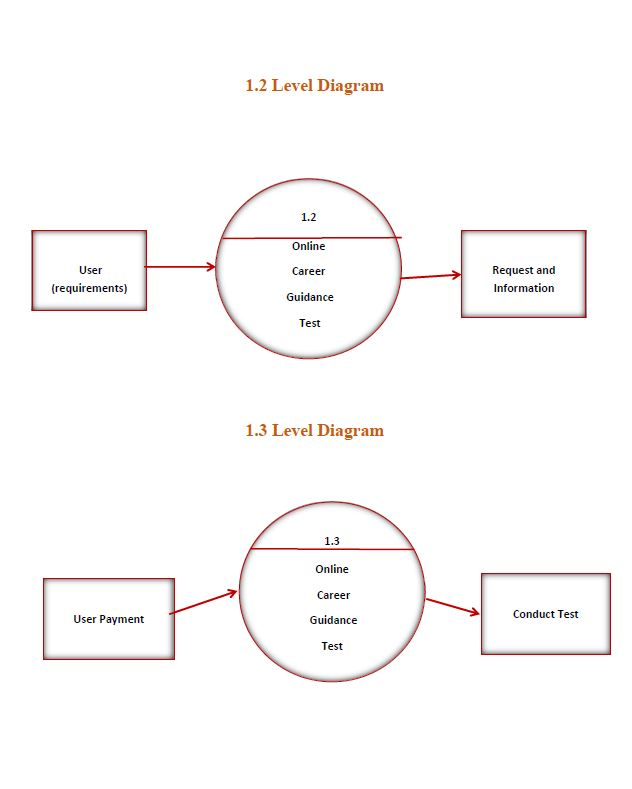 1.2 Level Diagram
1.2
Online
Career
Guidance
Test
User
(requirements)
Request and
Information
1.3 Level Diagram
1.3
Online
Career
Guidance
Test
User Payment
Conduct Test